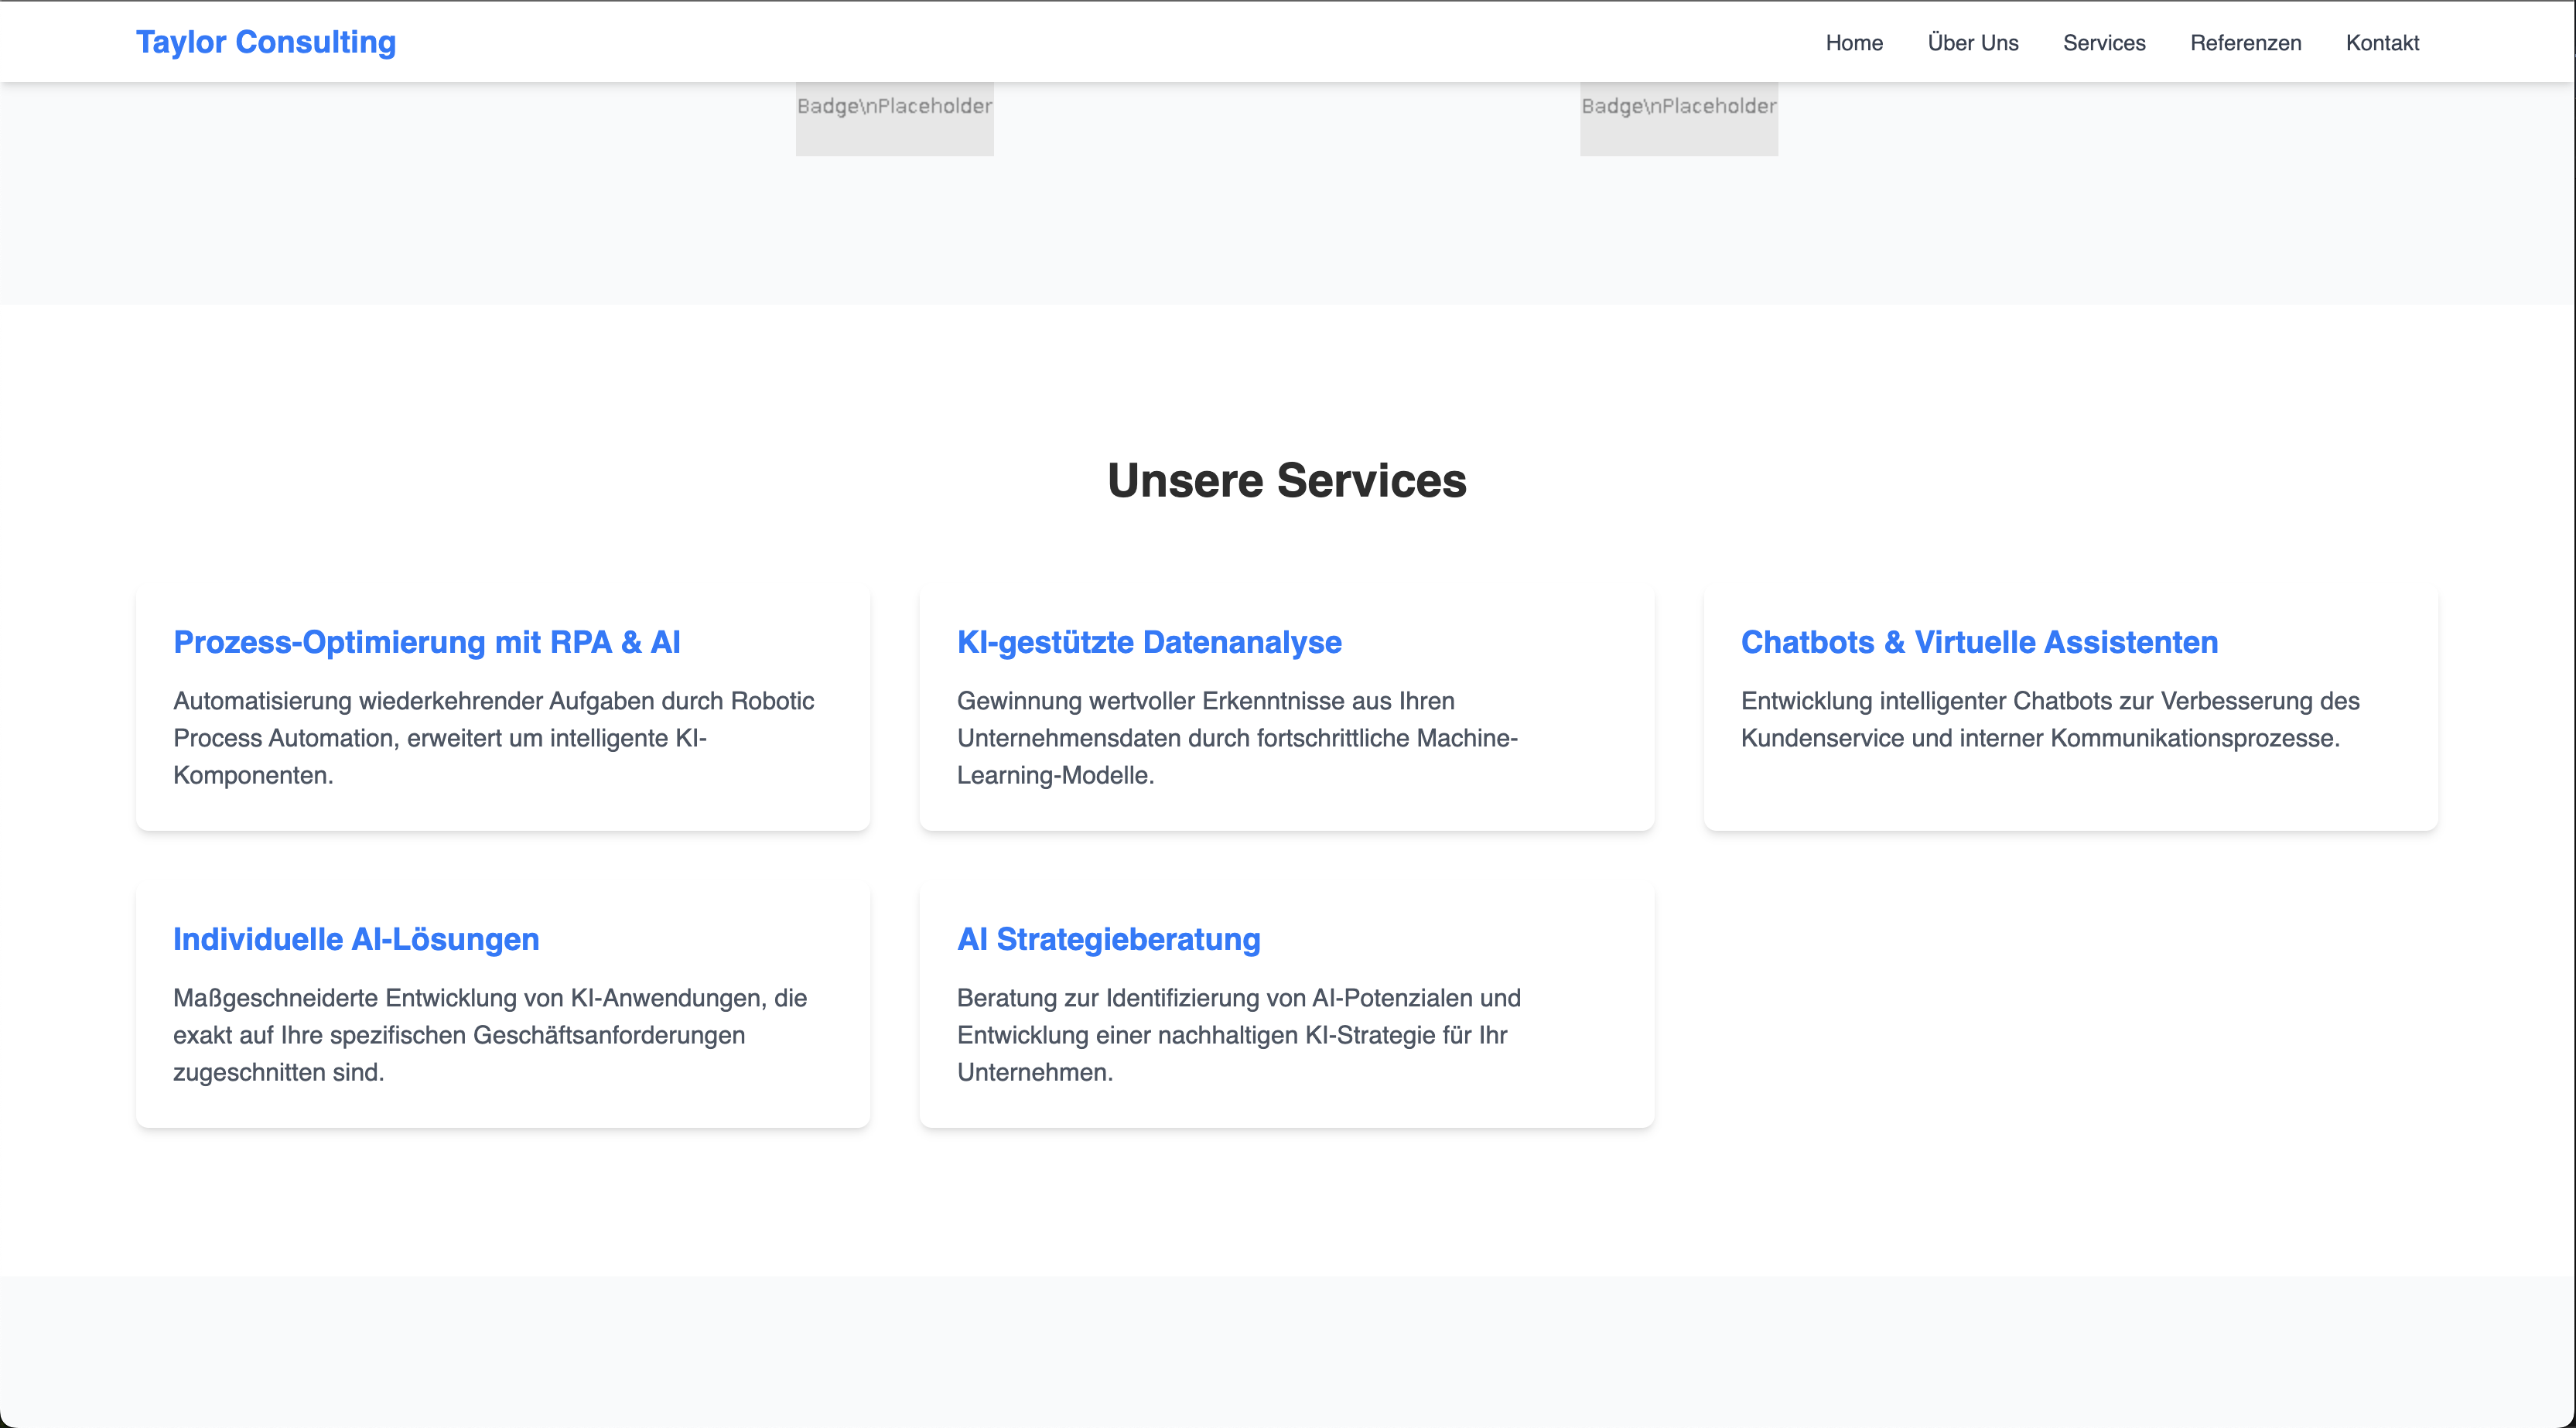 Taylor Consulting
Home
Über Uns
Services
Referenzen
Kontakt
Badge\nPlaceholder
Badge\nPlaceholder
Unsere Services
Prozess-Optimierung mit RPA & AI
Automatisierung wiederkehrender Aufgaben durch Robotic
Process Automation, erweitert um intelligente KI-
Komponenten.
KI-gestützte Datenanalyse
Gewinnung wertvoller Erkenntnisse aus Ihren
Unternehmensdaten durch fortschrittliche Machine-
Learning-Modelle.
Chatbots & Virtuelle Assistenten
Entwicklung intelligenter Chatbots zur Verbesserung des
Kundenservice und interner Kommunikationsprozesse.
Individuelle AI-Lösungen
Maßgeschneiderte Entwicklung von KI-Anwendungen, die
exakt auf Ihre spezifischen Geschäftsanforderungen
zugeschnitten sind.
AI Strategieberatung
Beratung zur Identifizierung von AI-Potenzialen und
Entwicklung einer nachhaltigen KI-Strategie für Ihr
Unternehmen.